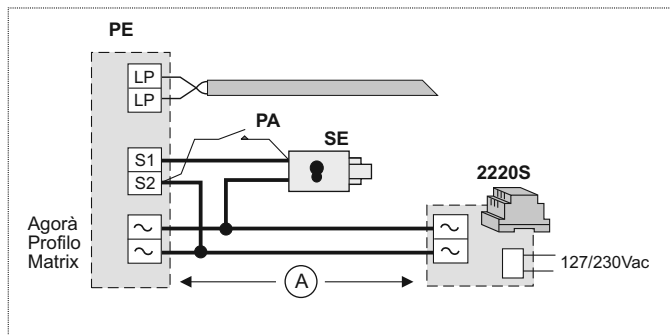 PE
LP
LP
PA
SE
S1
S2
2220S
Agorà
Profilo
Matrix
~
~
~
~
127/230Vac
A